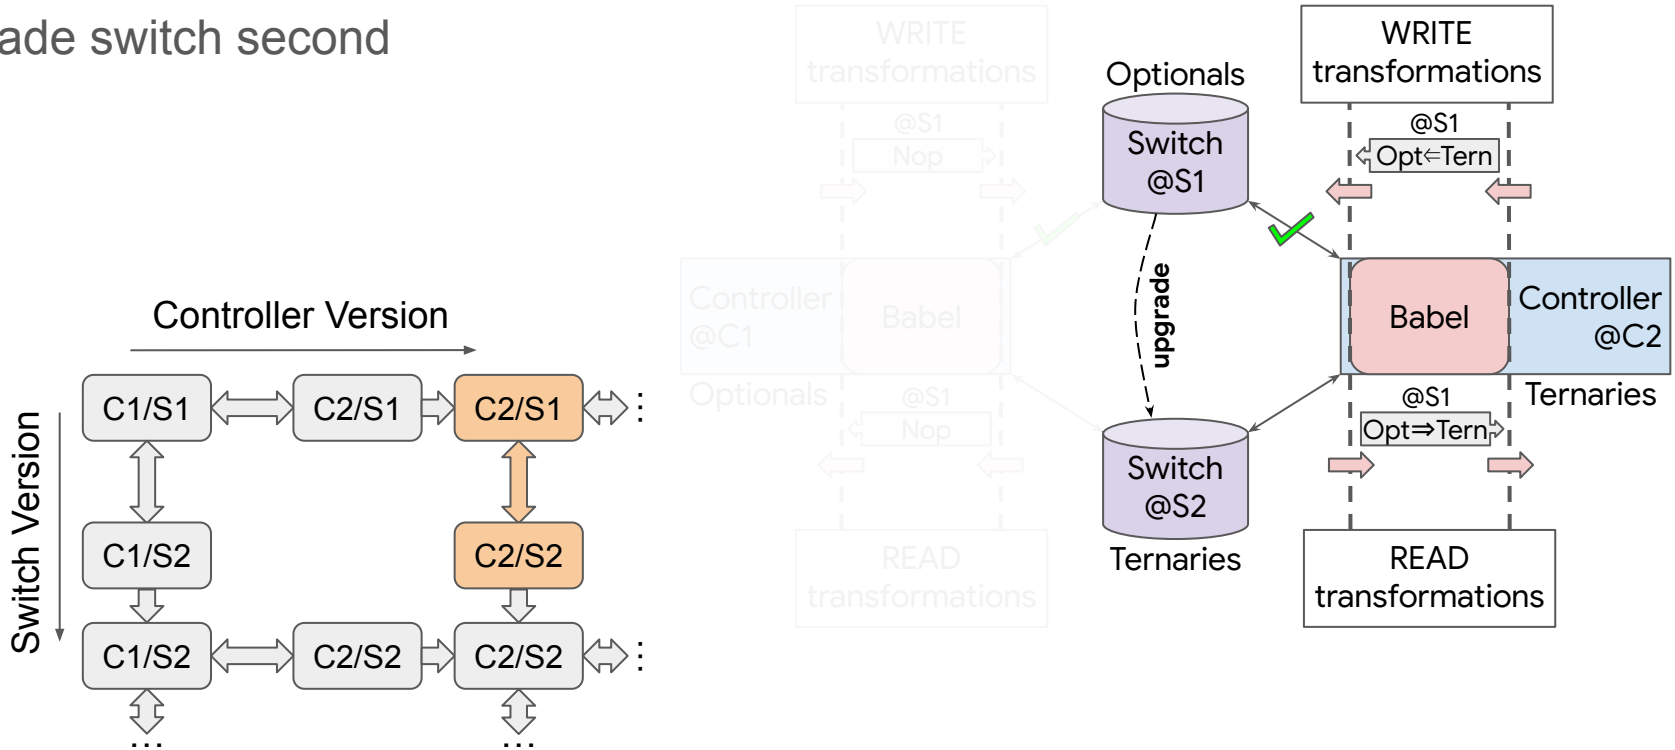 ade switch second
Controller Version
Switch Version
C1/S1
C2/S1
C2/S1
⋮
C1/S2
C2/S2
C1/S2
C2/S2
C2/S2
⋮
...
...
WRITE
transformations
@S1
Nop
Controller
@C1
Babel
Optionals
@S1
Nop
READ
transformations
Optionals
Switch
@S1
upgrade
Switch
@S2
Ternaries
WRITE
transformations
@S1
Opt⇐Tern
Babel
Controller
@C2
Ternaries
@S1
Opt⇒Tern
READ
transformations